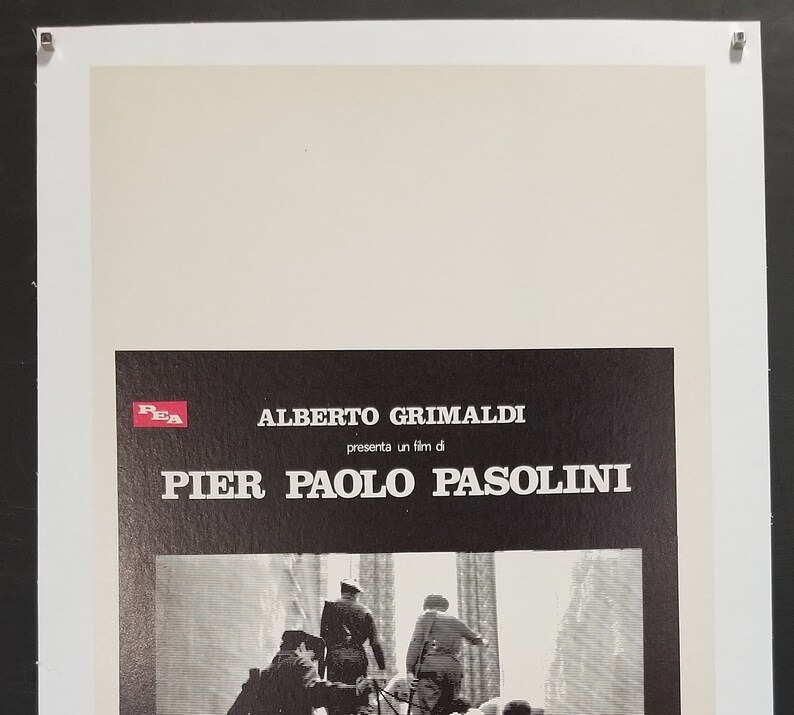 PEA
ALBERTO GRIMALDI
presenta un film di
PIER PAOLO PASOLINI